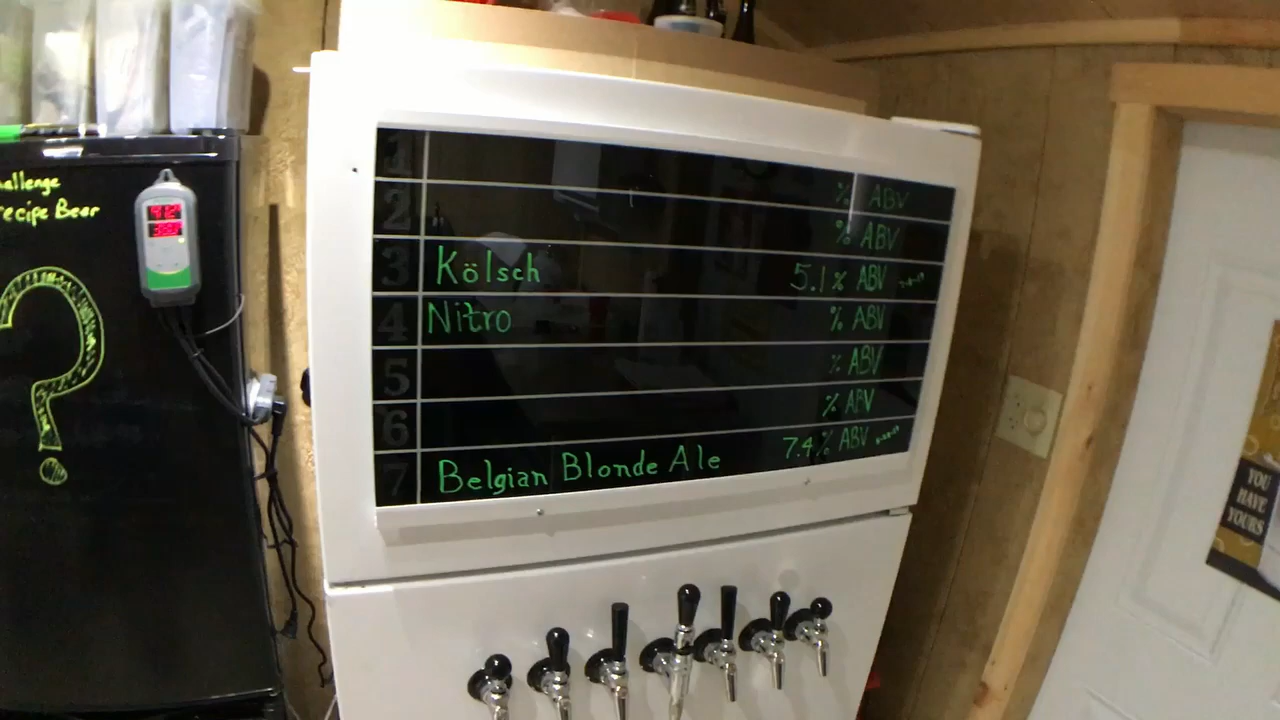 hallenge
recipe Beer
?
1 % ABV
2 % ABV
3 Kölsch 5.1% ABV
4 Nitro % ABV
5 % ABV
6 % ABV
7 Belgian Blonde Ale 7.4% ABV
YOU
HAVE
YOURS